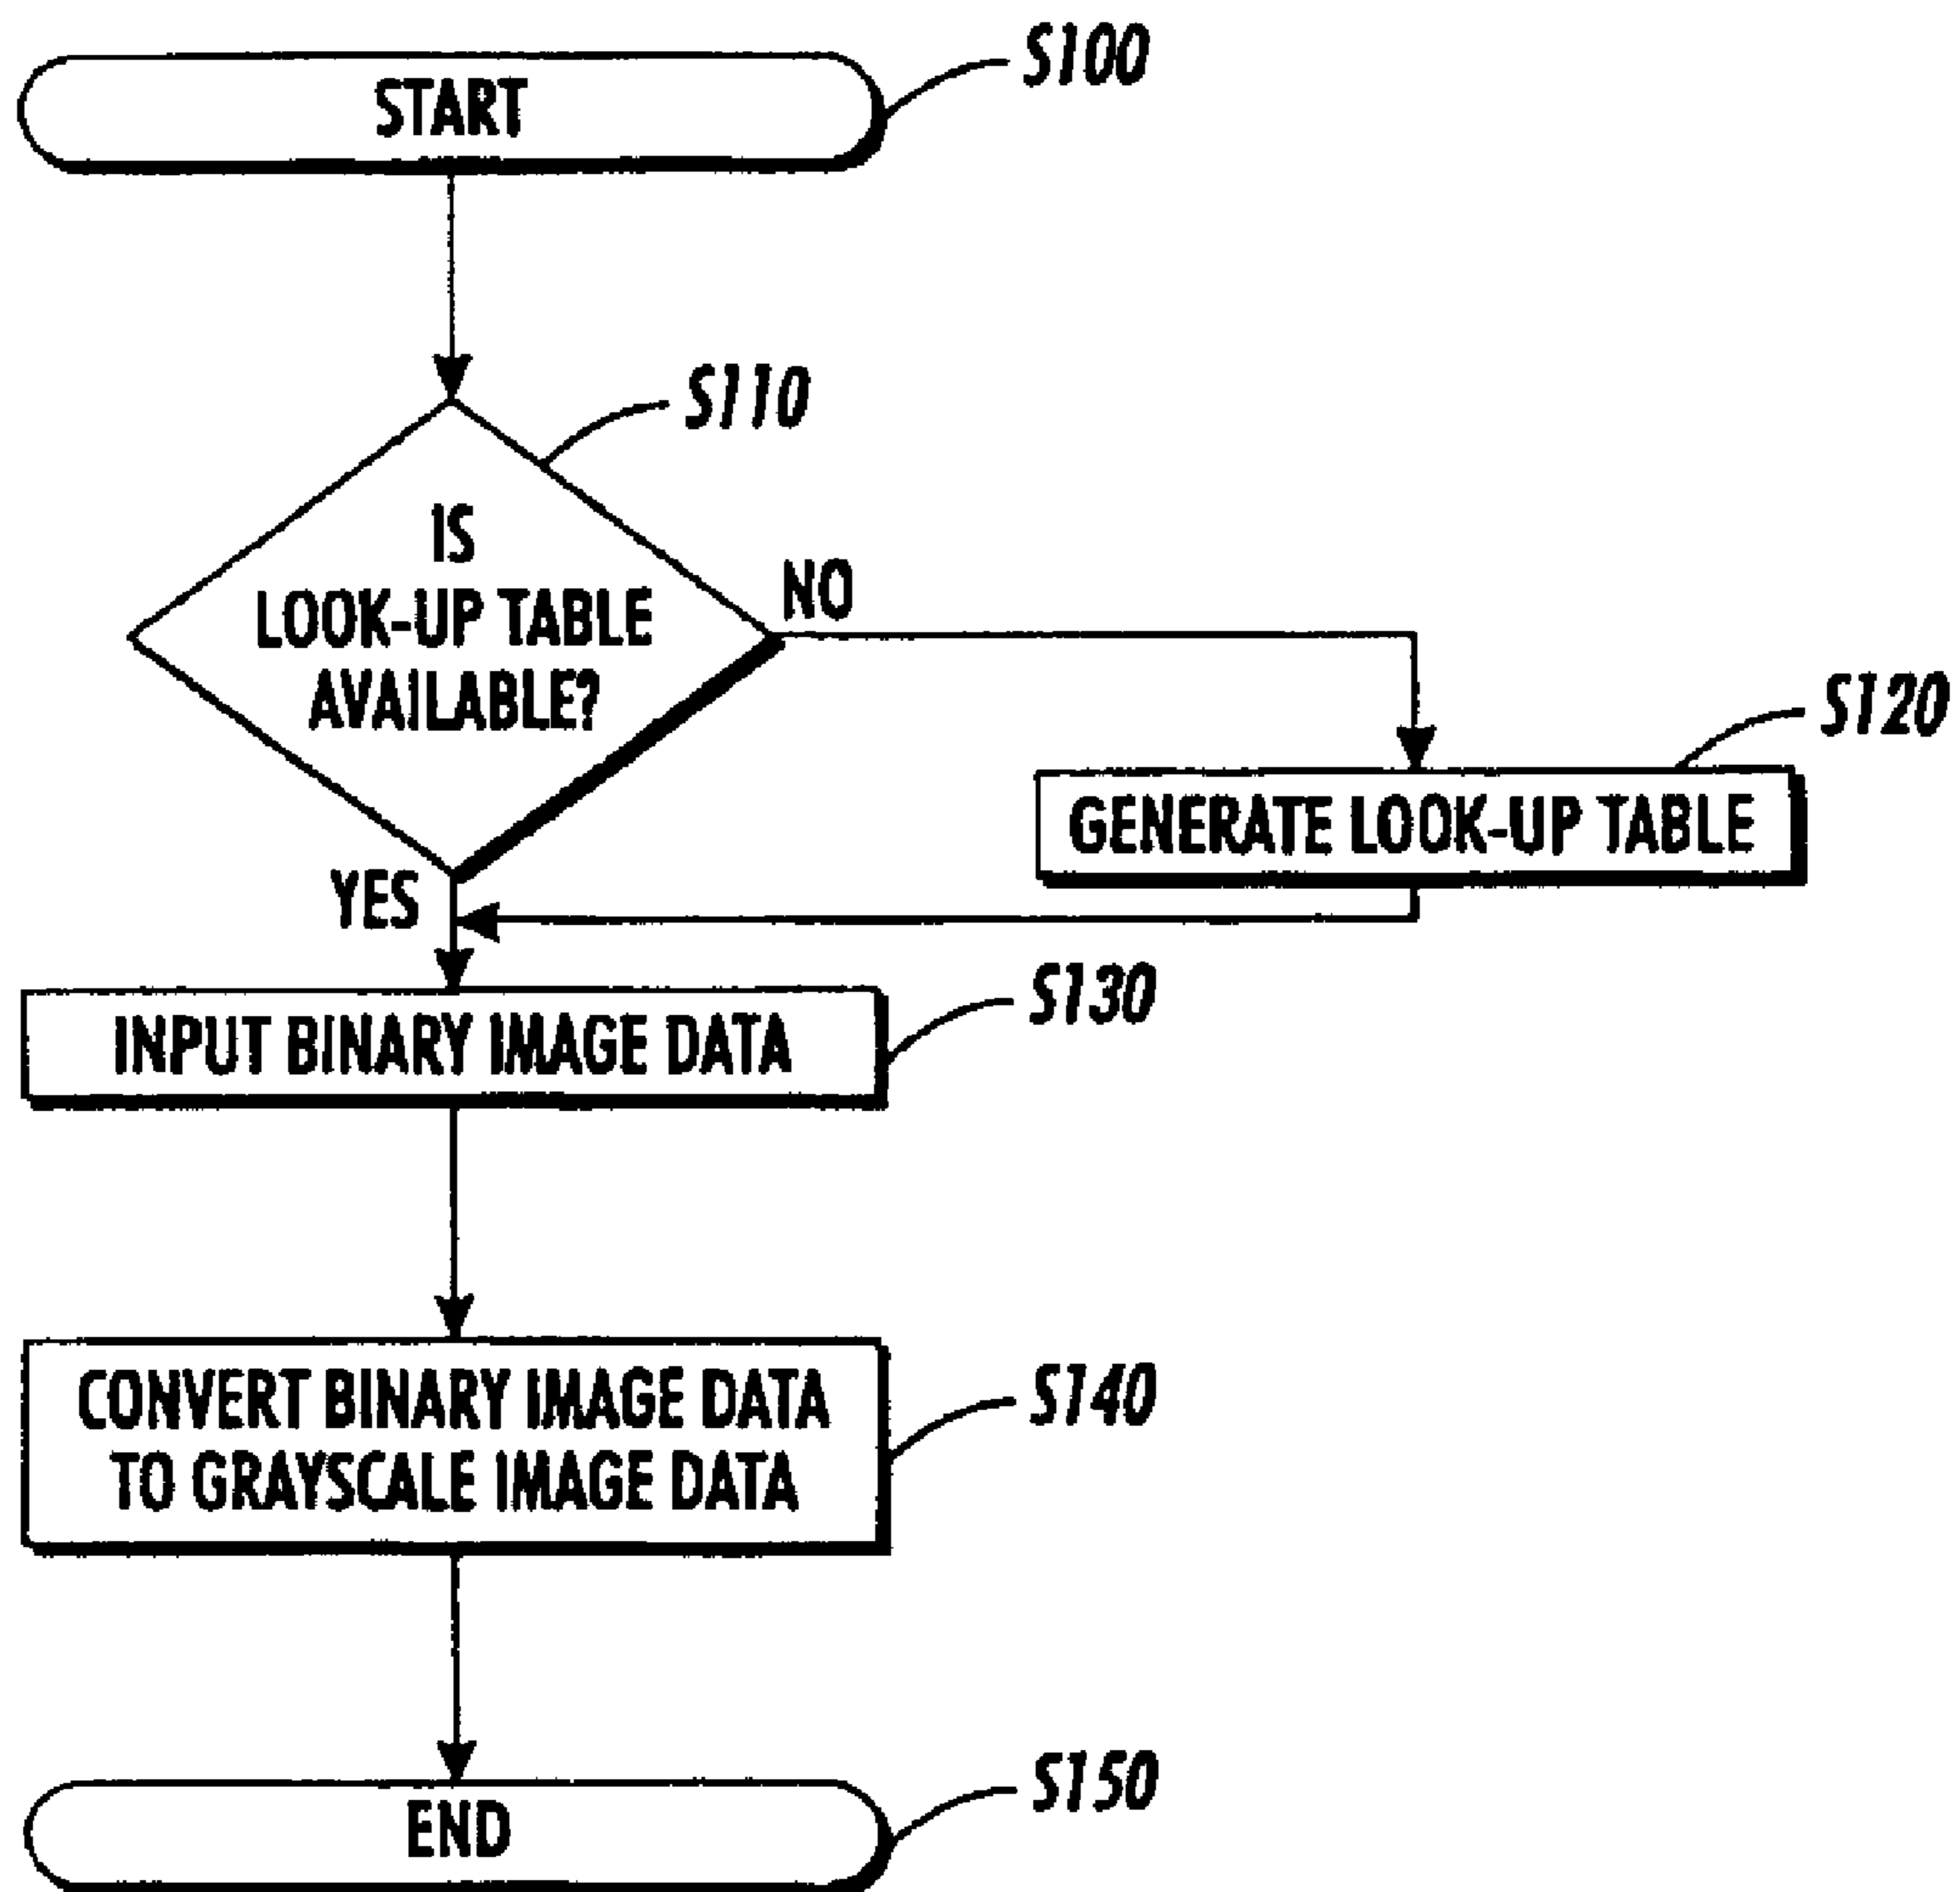 START
S100
S110
IS
LOOK-UP TABLE
AVAILABLE?
NO
S120
GENERATE LOOK-UP TABLE
YES
S130
INPUT BINARY IMAGE DATA
S140
CONVERT BINARY IMAGE DATA
TO GRAYSCALE IMAGE DATA
S150
END